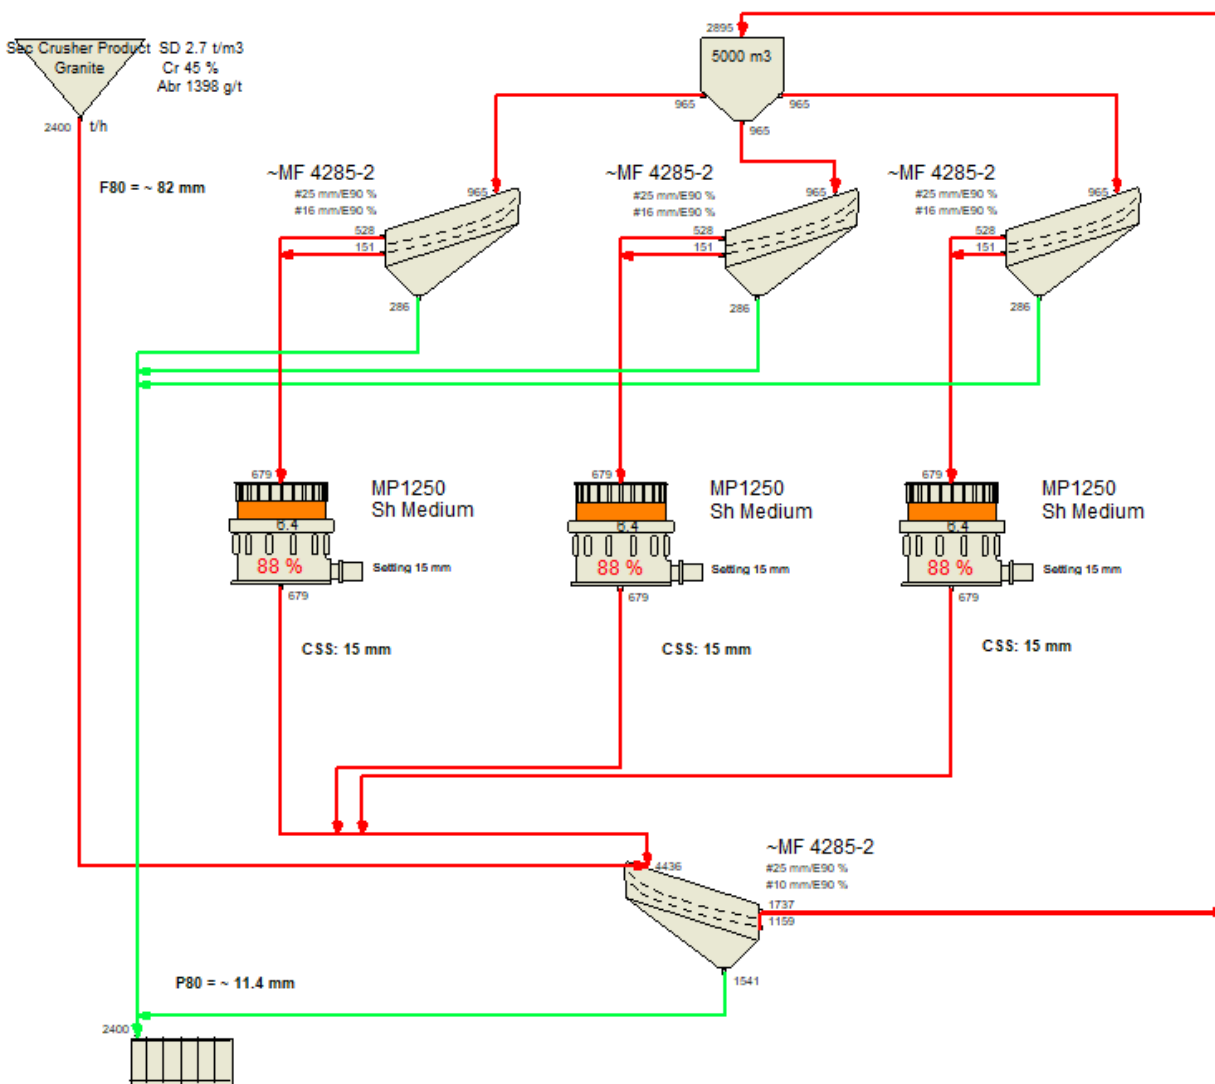 2895
Sec Crusher Product SD 2.7 t/m3
Granite Cr 45 %
Abr 1398 g/t
5000 m3
965 965
2400 t/h
965
F80 = ~ 82 mm
~MF 4285-2 ~MF 4285-2 ~MF 4285-2
#25 mm/E90 % #25 mm/E90 % #25 mm/E90 %
#16 mm/E90 % #16 mm/E90 % #16 mm/E90 %
965 965 965
528 528 528
151 151 151
286 286 286
679 679 679
MP1250 MP1250 MP1250
Sh Medium Sh Medium Sh Medium
6.4 6.4 6.4
88 % 88 % 88 %
Setting 15 mm Setting 15 mm Setting 15 mm
679 679 679
CSS: 15 mm CSS: 15 mm CSS: 15 mm
~MF 4285-2
4436
#25 mm/E90 %
#10 mm/E90 %
1737
1159
P80 = ~ 11.4 mm
1541
2400